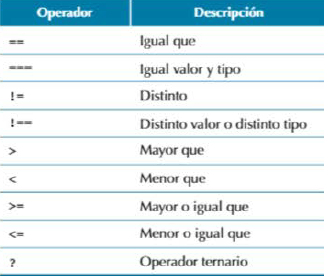 Operador Descripción
== Igual que
=== Igual valor y tipo
!= Distinto
!== Distinto valor o distinto tipo
> Mayor que
< Menor que
>= Mayor o igual que
<= Menor o igual que
? Operador ternario